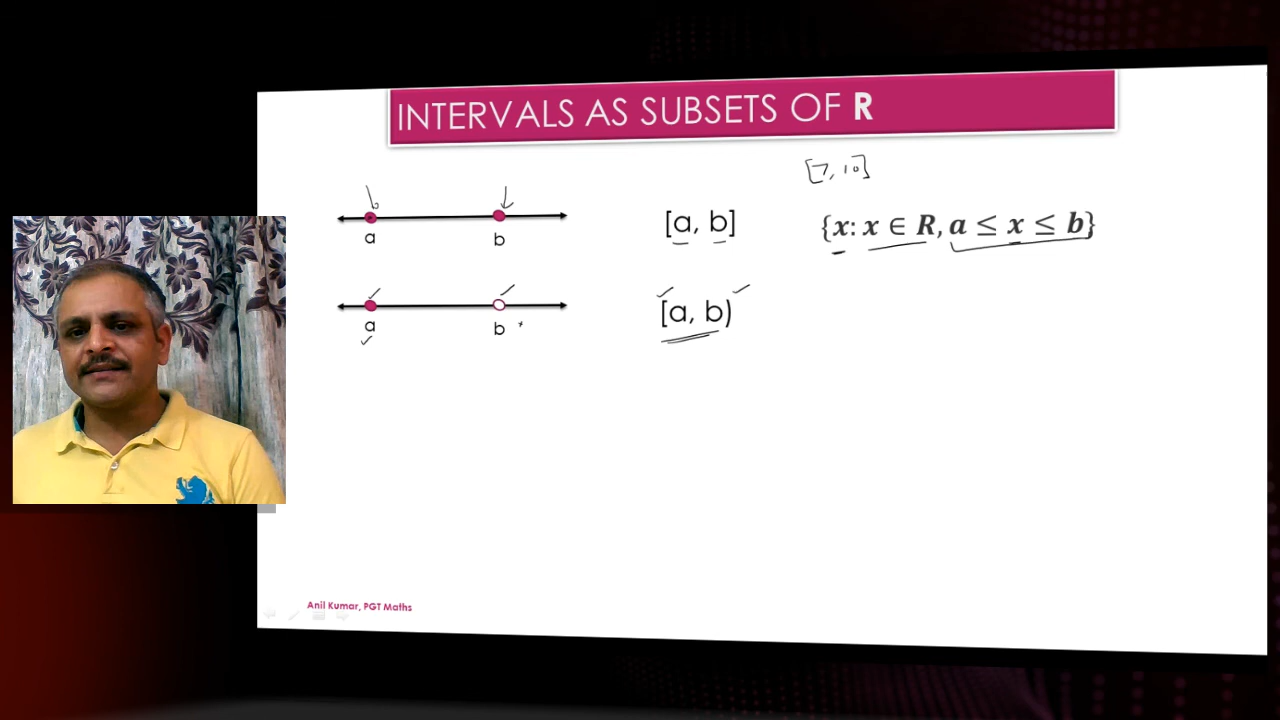 INTERVALS AS SUBSETS OF R
[7, 10]
a b
[a, b] {x: x ∈ R, a ≤ x ≤ b}
a b
[a, b)
Anil Kumar, PGT Maths